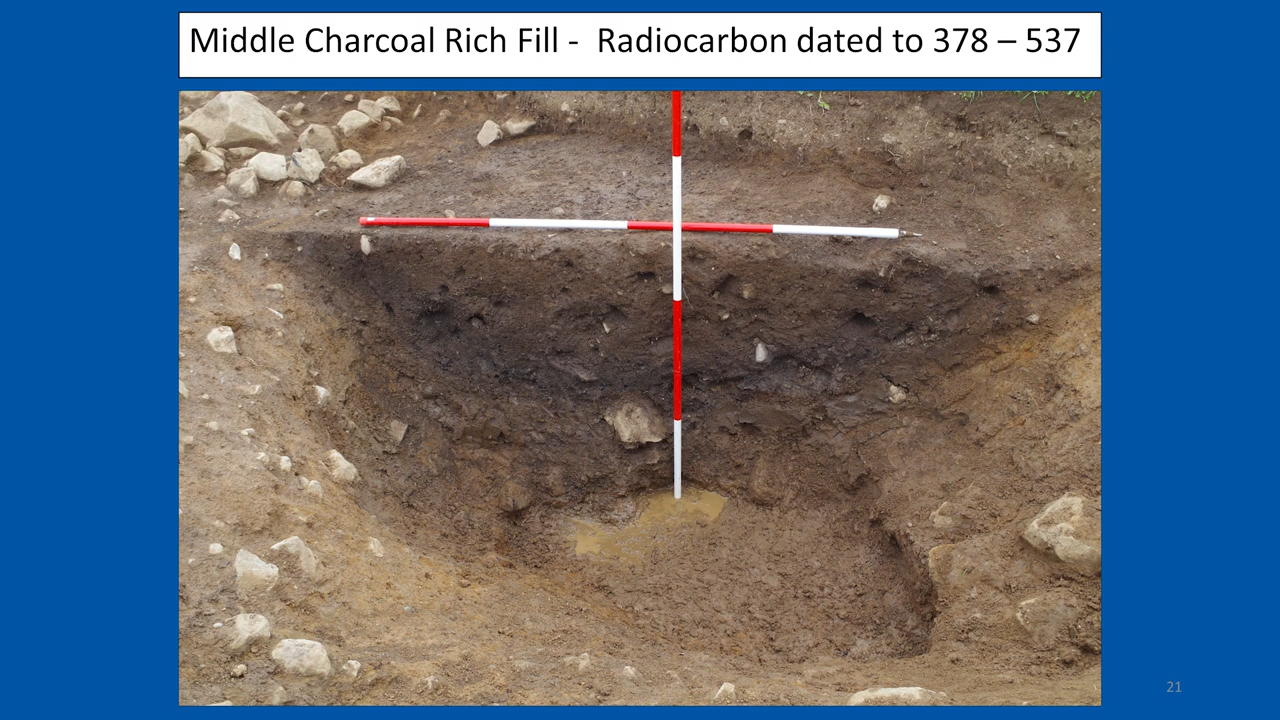 Middle Charcoal Rich Fill -  Radiocarbon dated to 378 – 537
21